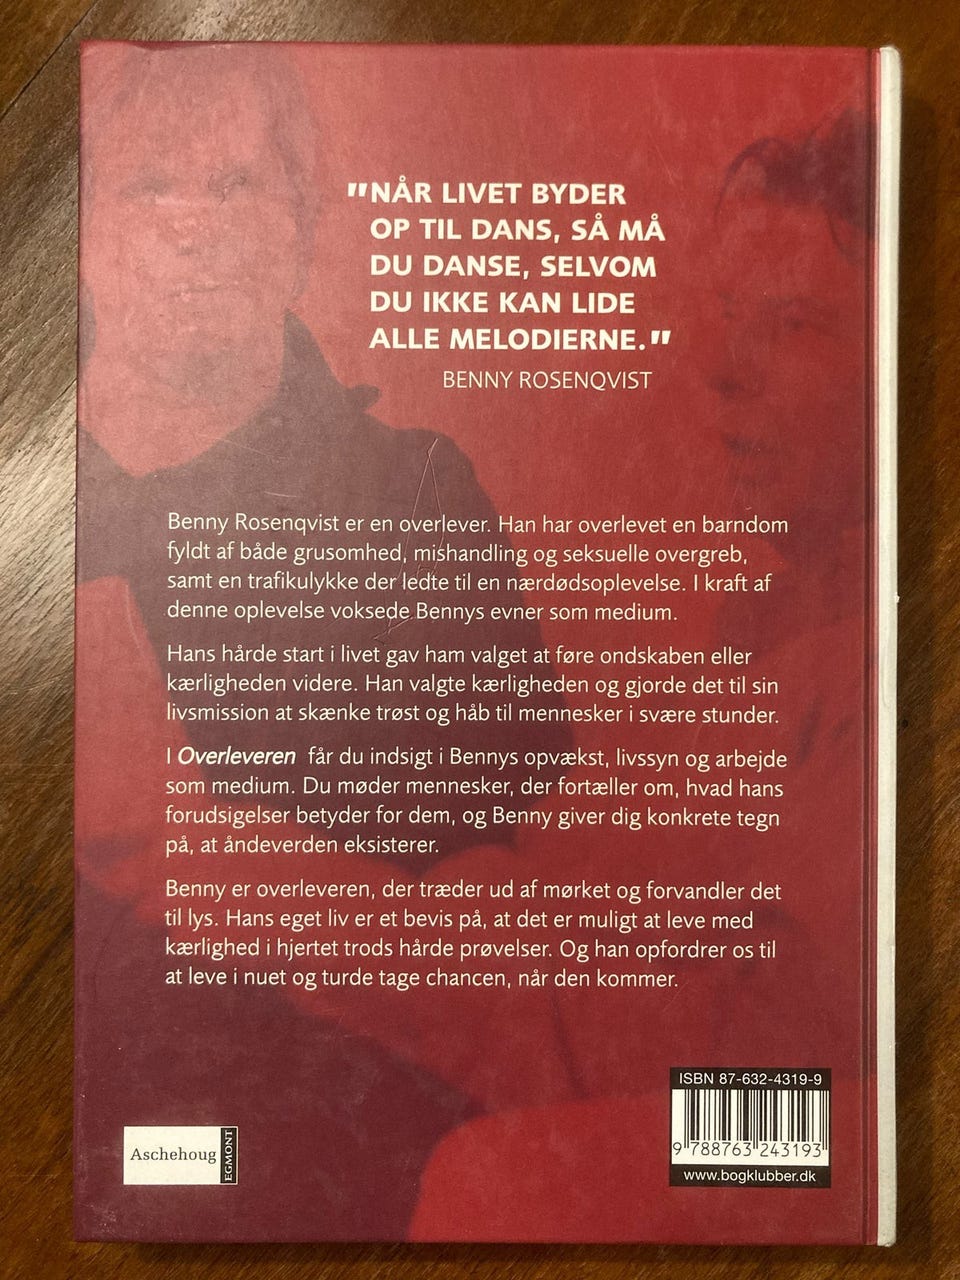 "NÅR LIVET BYDER
OP TIL DANS, SÅ MÅ
DU DANSE, SELVOM
DU IKKE KAN LIDE
ALLE MELODIERNE."
BENNY ROSENQVIST
Benny Rosenqvist er en overlever. Han har overlevet en barndom
fyldt af både grusomhed, mishandling og seksuelle overgreb,
samt en trafikulykke der ledte til en nærdødsoplevelse. I kraft af
denne oplevelse voksede Bennys evner som medium.
Hans hårde start i livet gav ham valget at føre ondskaben eller
kærligheden videre. Han valgte kærligheden og gjorde det til sin
livsmission at skænke trøst og håb til mennesker i svære stunder.
I Overleveren får du indsigt i Bennys opvækst, livssyn og arbejde
som medium. Du møder mennesker, der fortæller om, hvad hans
forudsigelser betyder for dem, og Benny giver dig konkrete tegn
på, at åndeverden eksisterer.
Benny er overleveren, der træder ud af mørket og forvandler det
til lys. Hans eget liv er et bevis på, at det er muligt at leve med
kærlighed i hjertet trods hårde prøvelser. Og han opfordrer os til
at leve i nuet og turde tage chancen, når den kommer.
ISBN 87-632-4319-9
9 788763 243193
www.bogklubber.dk
Aschehoug
EGMONT